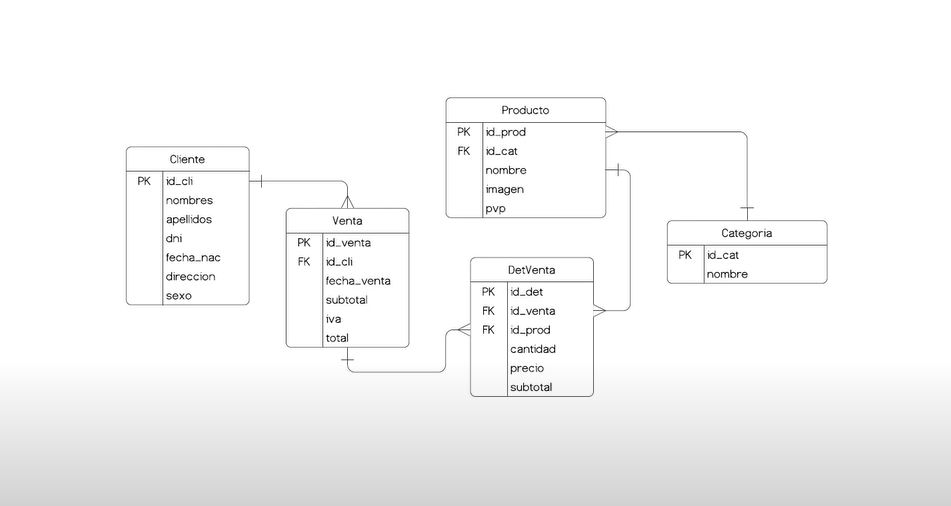 Cliente
PK id_cli
nombres
apellidos
dni
fecha_nac
direccion
sexo
Venta
PK id_venta
FK id_cli
fecha_venta
subtotal
iva
total
Producto
PK id_prod
FK id_cat
nombre
imagen
pvp
DetVenta
PK id_det
FK id_venta
FK id_prod
cantidad
precio
subtotal
Categoria
PK id_cat
nombre